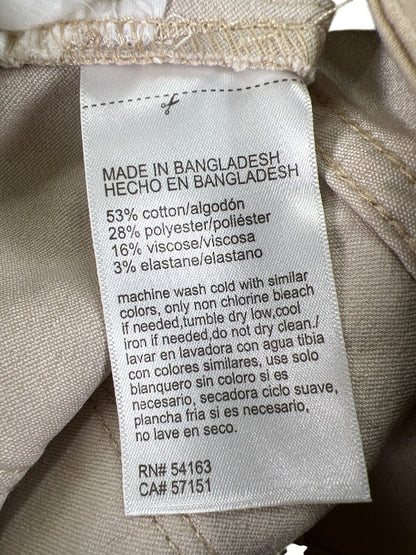 MADE IN BANGLADESH
HECHO EN BANGLADESH
53% cotton/algodón
28% polyester/poliéster
16% viscose/viscosa
3% elastane/elastano
machine wash cold with similar
colors, only non chlorine bleach
if needed,tumble dry low,cool
iron if needed,do not dry clean./
lavar en lavadora con agua tibia
con colores similares, use solo
blanquero sin coloro si es
necesario, secadora ciclo suave,
plancha fria si es necesario,
no lave en seco.
RN# 54163
CA# 57151